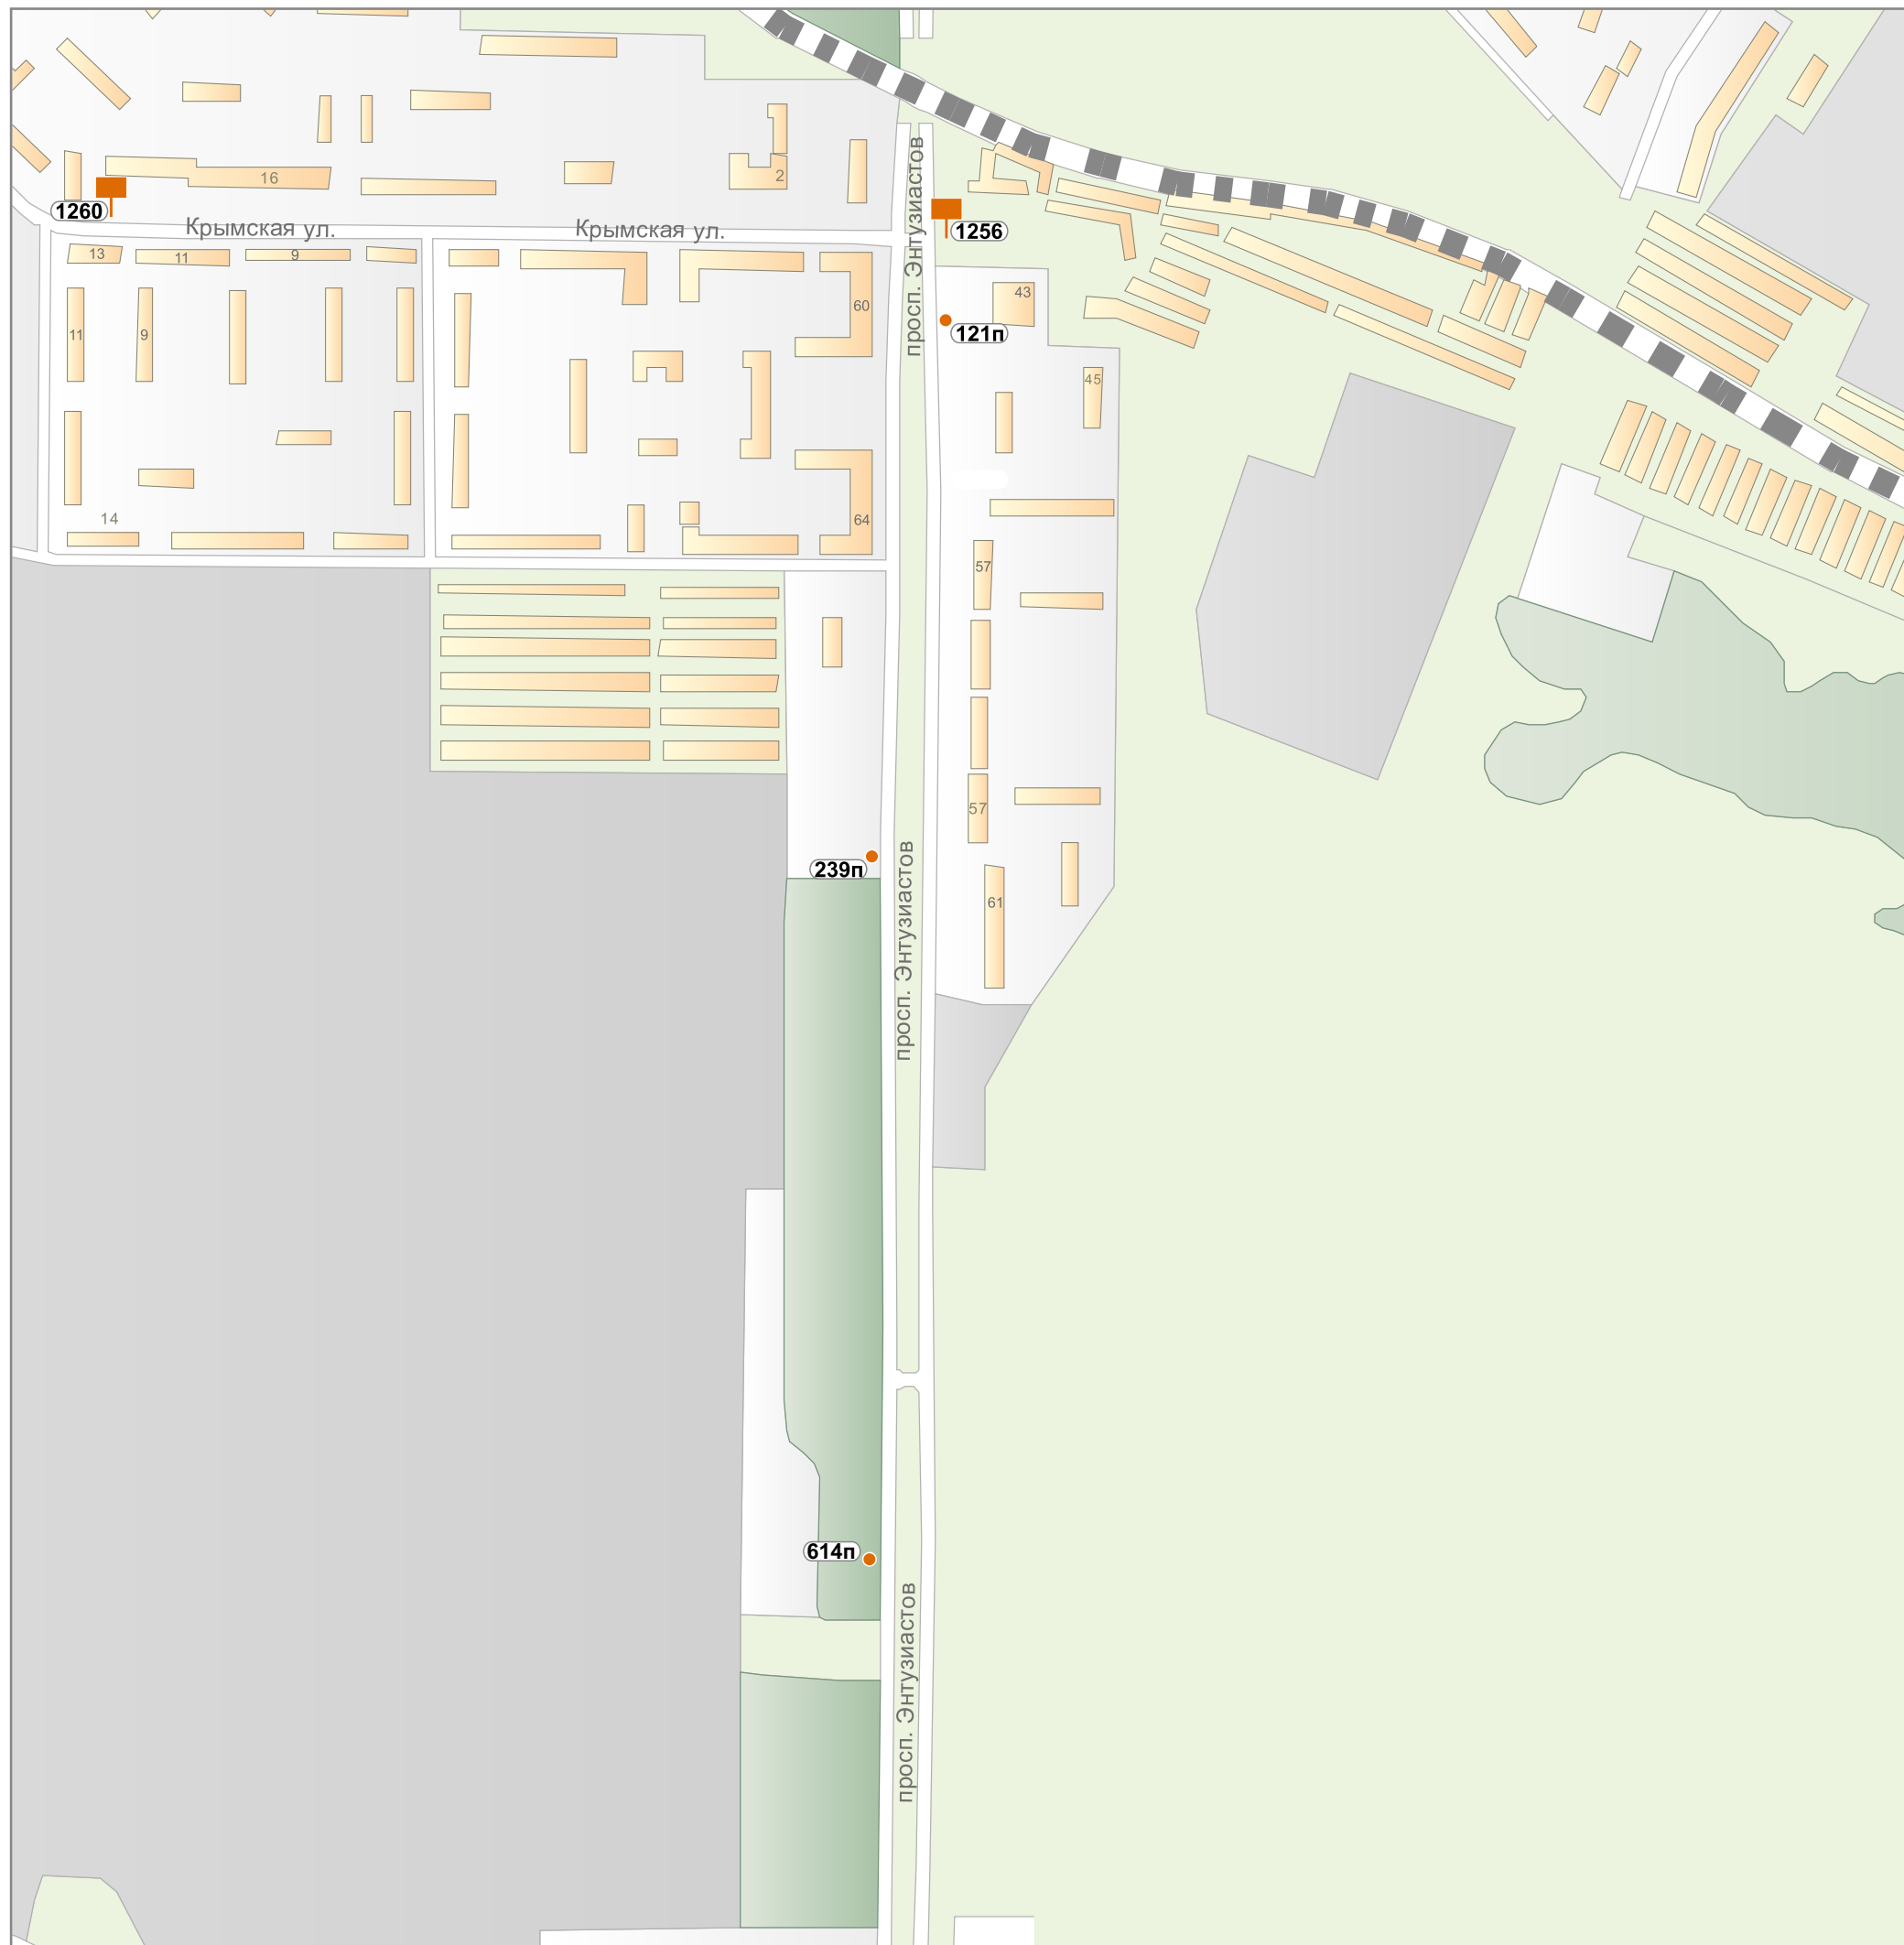 16
2
1260
Крымская ул.
Крымская ул.
просп. Энтузиастов
1256
13
11
9
43
60
121п
11
9
45
14
64
57
57
239п
просп. Энтузиастов
61
614п
просп. Энтузиастов